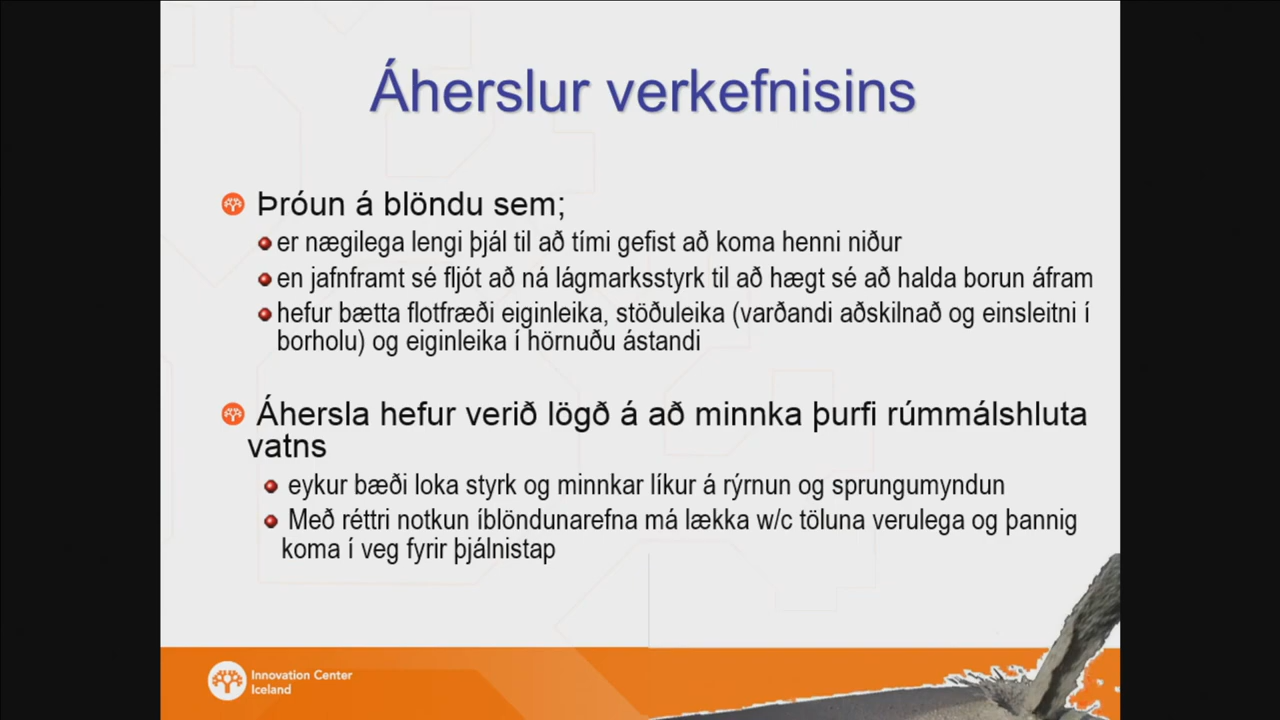 Áherslur verkefnisins
Þróun á blöndu sem;
er nægilega lengi þjál til að tími gefist að koma henni niður
en jafnframt sé fljót að ná lágmarksstyrk til að hægt sé að halda borun áfram
hefur bætta flotfræði eiginleika, stöðuleika (varðandi aðskilnað og einsleitni í
borholu) og eiginleika í hörnuðu ástandi
Áhersla hefur verið lögð á að minnka þurfi rúmmálshluta
vatns
eykur bæði loka styrk og minnkar líkur á rýrnun og sprungumyndun
Með réttri notkun íblöndunarefna má lækka w/c töluna verulega og þannig
koma í veg fyrir þjálnistap
Innovation Center
Iceland